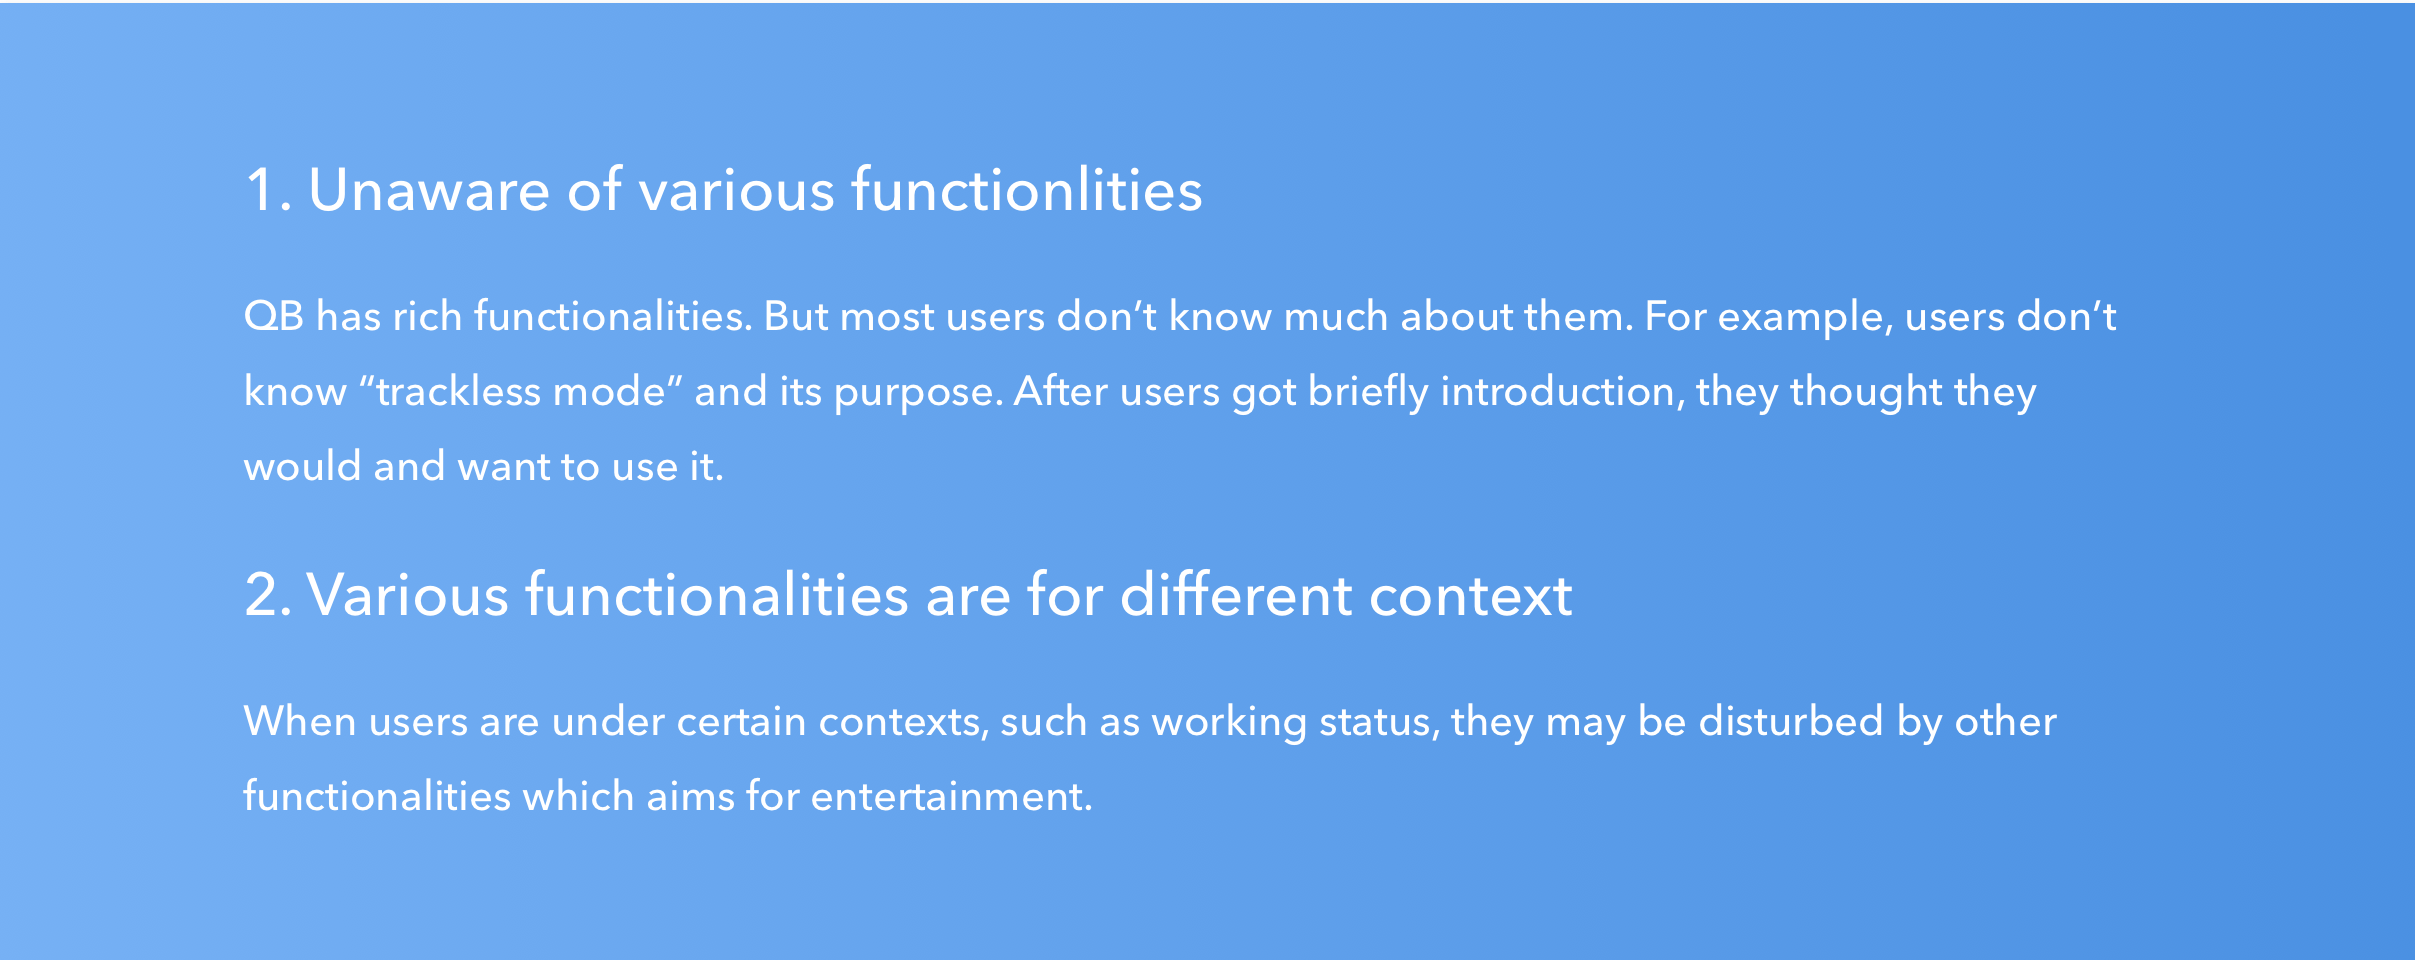 1. Unaware of various functionlities
QB has rich functionalities. But most users don’t know much about them. For example, users don’t
know “trackless mode” and its purpose. After users got briefly introduction, they thought they
would and want to use it.
2. Various functionalities are for different context
When users are under certain contexts, such as working status, they may be disturbed by other
functionalities which aims for entertainment.